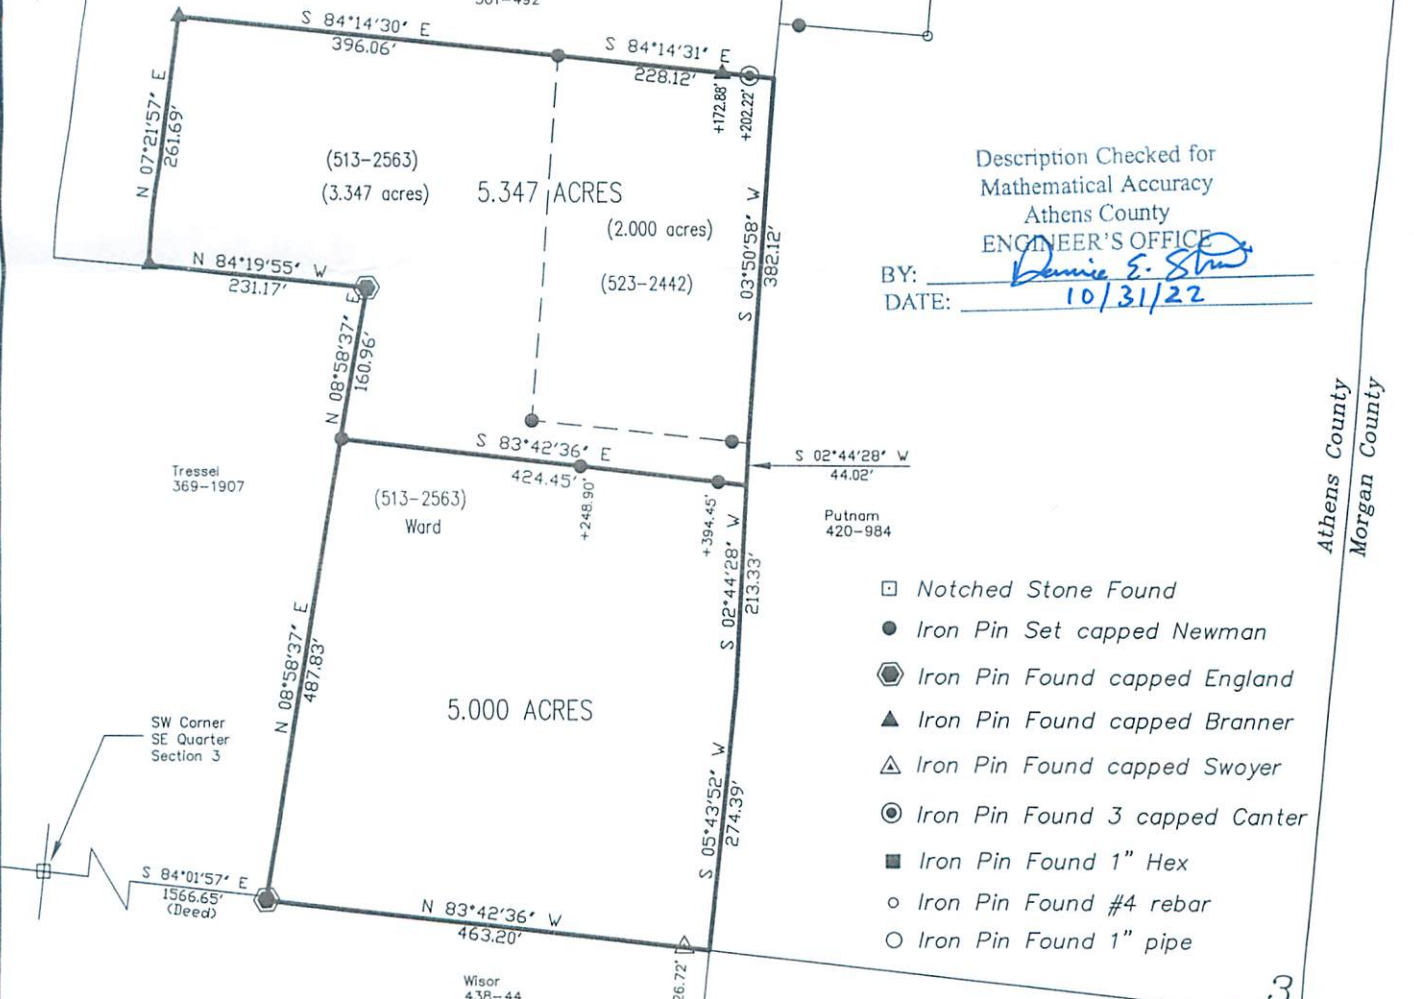 S 84°14'30" E
396.06'
S 84°14'31" E
228.12'
+172.88'
+202.22'
N 07°21'57" E
261.69'
(513-2563)
(3.347 acres)
5.347 ACRES
(2.000 acres)
(523-2442)
S 03°50'58" W
382.12'
N 84°19'55" W
231.17'
N 08°58'37" E
160.96'
Description Checked for
Mathematical Accuracy
Athens County
ENGINEER'S OFFICE
BY:
DATE: 10/31/22
Athens County
Morgan County
S 83°42'36" E
424.45'
+248.90'
+394.45'
S 02°44'28" W
44.02'
Tressel
369-1907
(513-2563)
Ward
Putnam
420-984
S 02°44'28" W
213.33'
N 08°58'37" E
487.83'
5.000 ACRES
S 05°43'52" W
274.39'
SW Corner
SE Quarter
Section 3
S 84°01'57" E
1566.65'
(Deed)
N 83°42'36" W
463.20'
26.72'
Wisor
438-44
Notched Stone Found
Iron Pin Set capped Newman
Iron Pin Found capped England
Iron Pin Found capped Branner
Iron Pin Found capped Swoyer
Iron Pin Found 3 capped Canter
Iron Pin Found 1" Hex
Iron Pin Found #4 rebar
Iron Pin Found 1" pipe
3